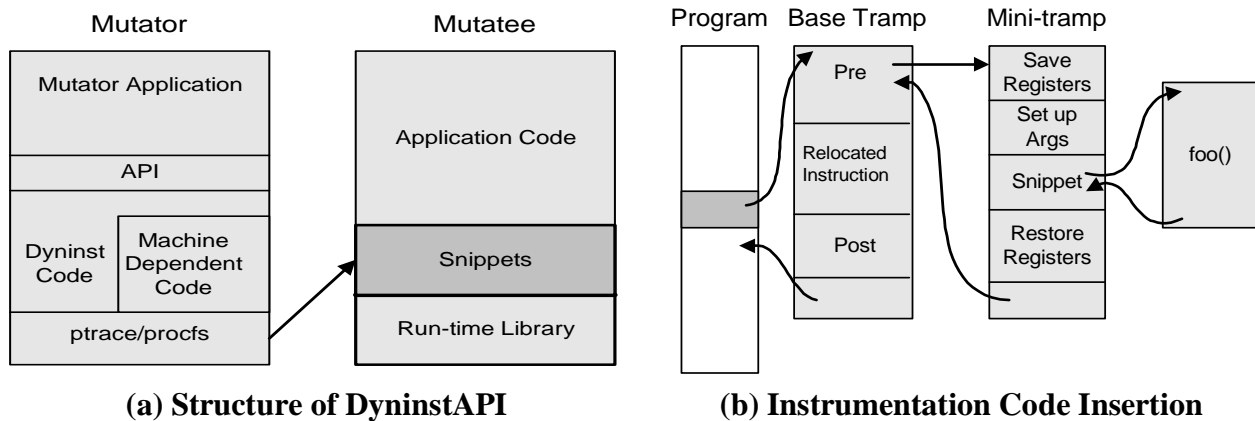 Mutator
Mutator Application
API
Dyninst
Code
Machine
Dependent
Code
ptrace/procfs
Mutatee
Application Code
Snippets
Run-time Library
(a) Structure of DyninstAPI
Program
Base Tramp
Pre
Relocated
Instruction
Post
Mini-tramp
Save
Registers
Set up
Args
Snippet
Restore
Registers
foo()
(b) Instrumentation Code Insertion